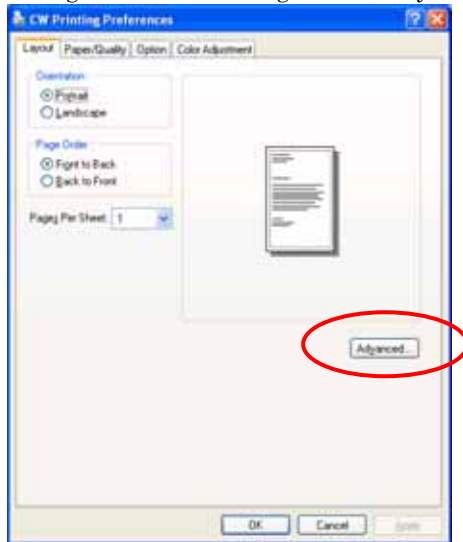 CW Printing Preferences
Layout Paper/Quality Option Color Adjustment
Orientation
Portrait
Landscape
Page Order
Front to Back
Back to Front
Pages Per Sheet: 1
Advanced...
OK Cancel Apply